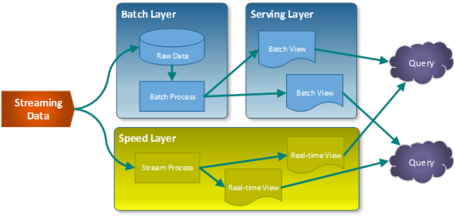 Batch Layer
Serving Layer
Raw Data
Batch View
Query
Batch Process
Batch View
Streaming
Data
Speed Layer
Real-time View
Query
Stream Process
Real-time View